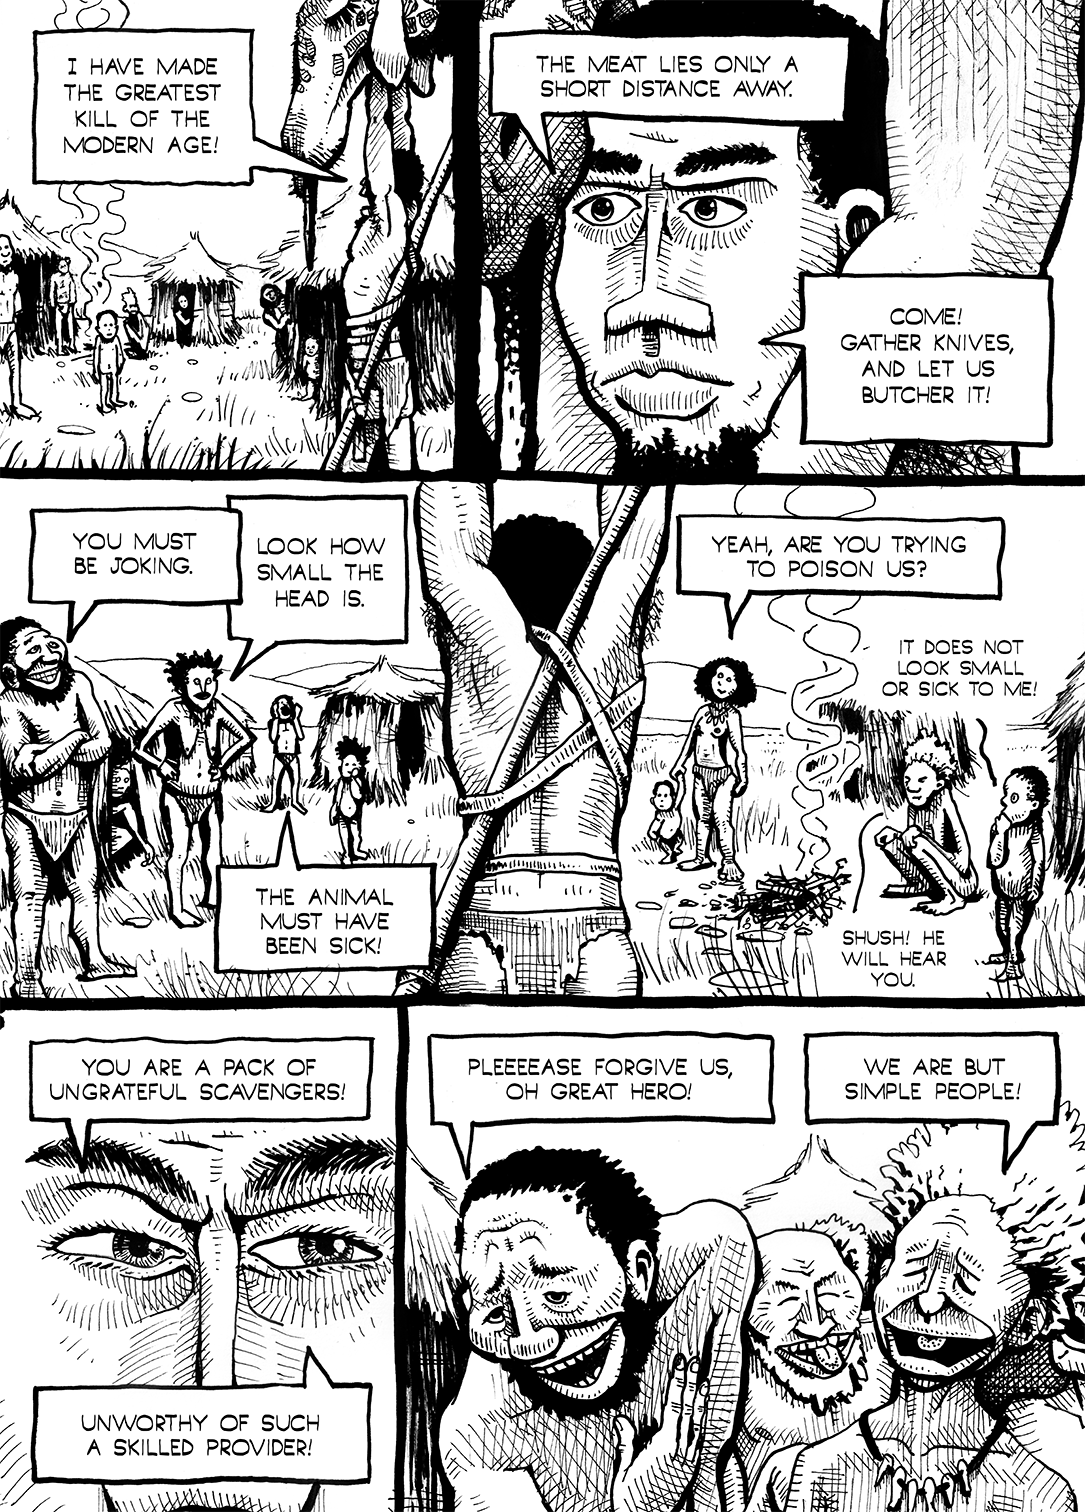 I HAVE MADE
THE GREATEST
KILL OF THE
MODERN AGE!
THE MEAT LIES ONLY A
SHORT DISTANCE AWAY.
COME!
GATHER KNIVES,
AND LET US
BUTCHER IT!
YOU MUST
BE JOKING.
LOOK HOW
SMALL THE
HEAD IS.
THE ANIMAL
MUST HAVE
BEEN SICK!
YEAH, ARE YOU TRYING
TO POISON US?
IT DOES NOT
LOOK SMALL
OR SICK TO ME!
SHUSH! HE
WILL HEAR
YOU.
YOU ARE A PACK OF
UNGRATEFUL SCAVENGERS!
UNWORTHY OF SUCH
A SKILLED PROVIDER!
PLEEEEASE FORGIVE US,
OH GREAT HERO!
WE ARE BUT
SIMPLE PEOPLE!